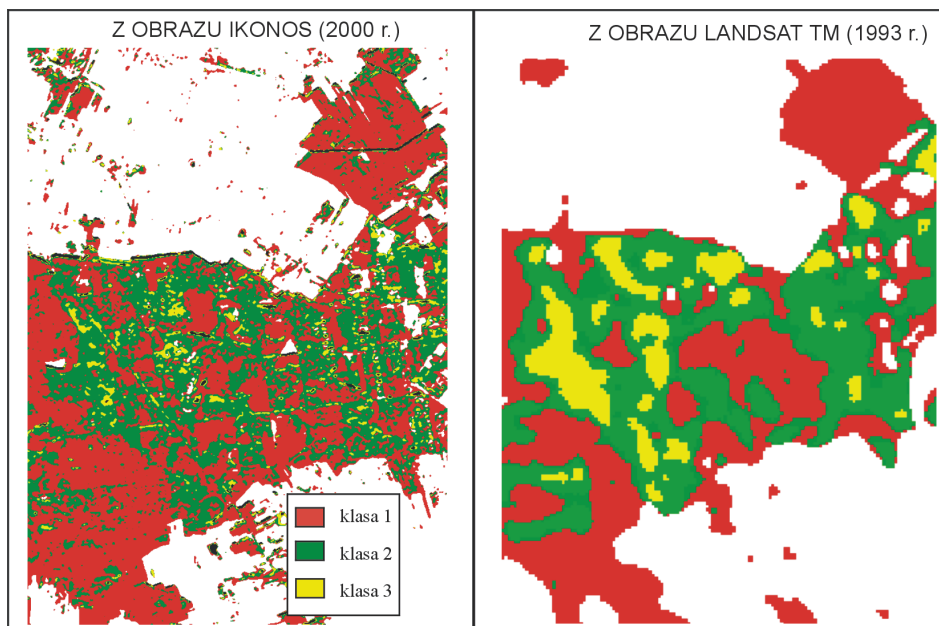 Z OBRAZU IKONOS (2000 r.)
Z OBRAZU LANDSAT TM (1993 r.)
klasa 1
klasa 2
klasa 3